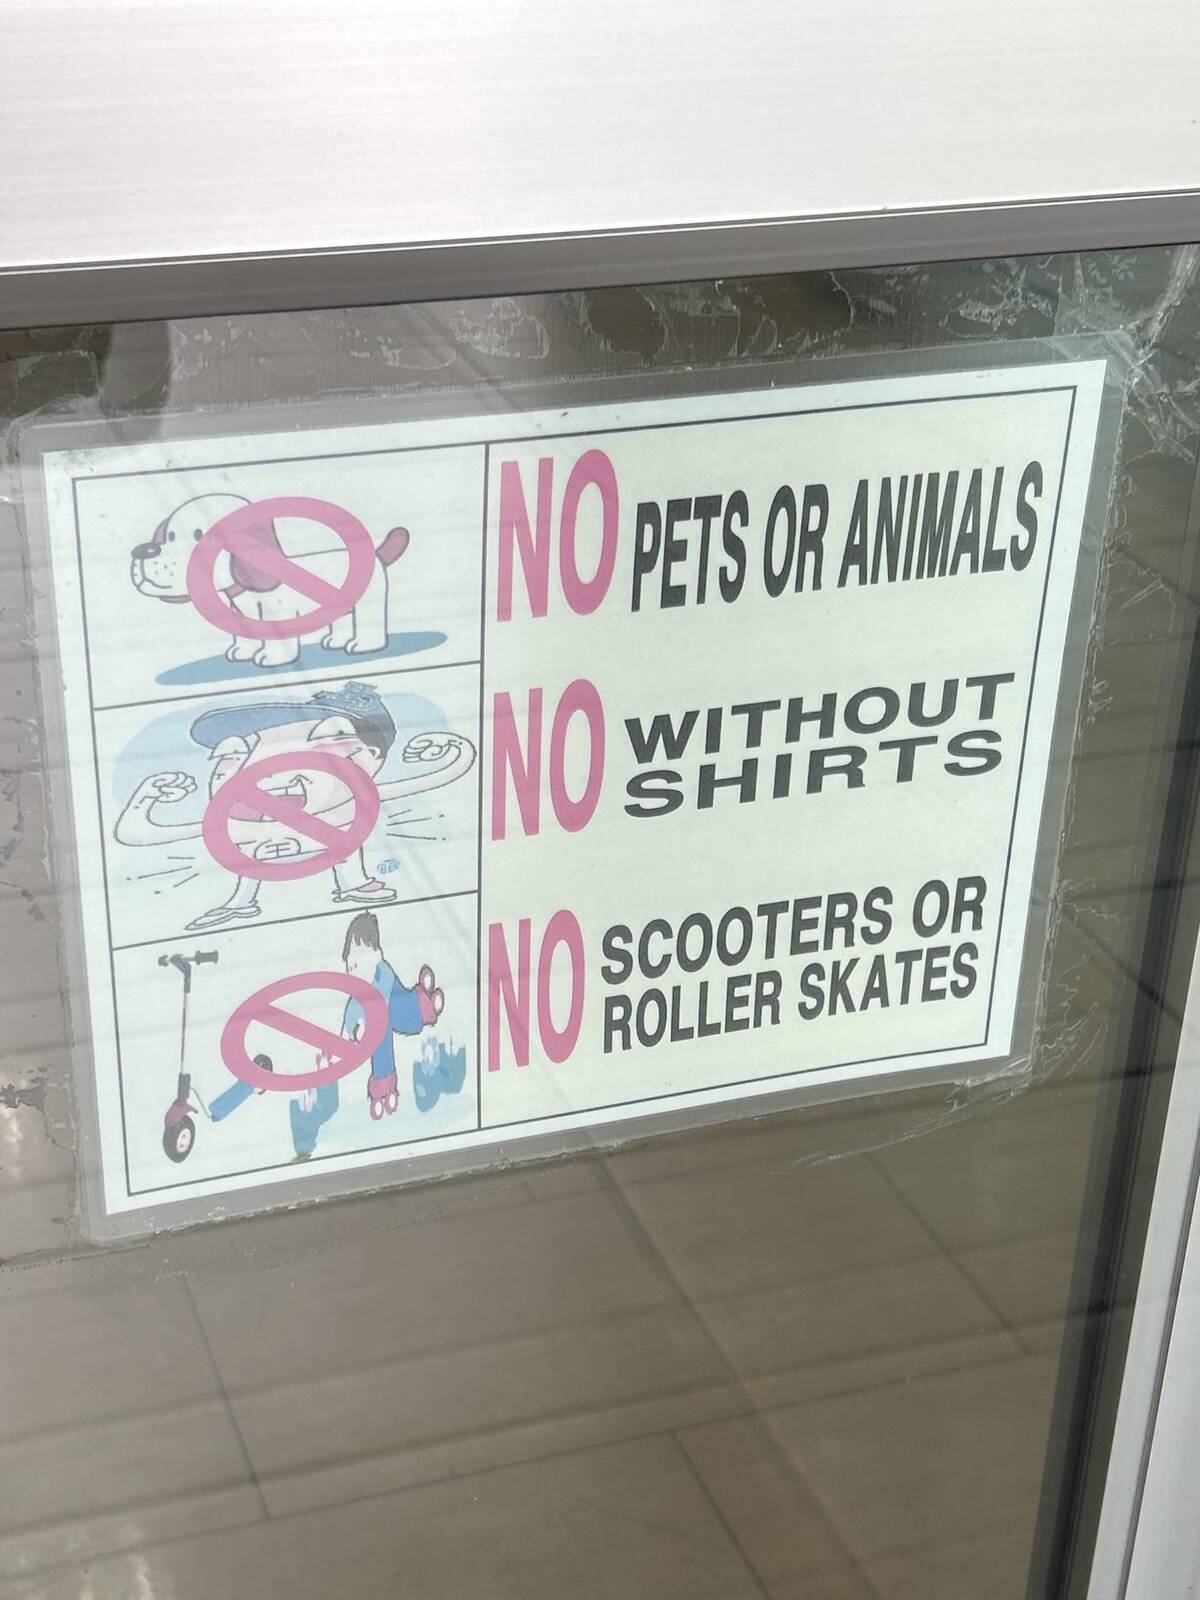 NO PETS OR ANIMALS
NO WITHOUT
SHIRTS
NO SCOOTERS OR
ROLLER SKATES